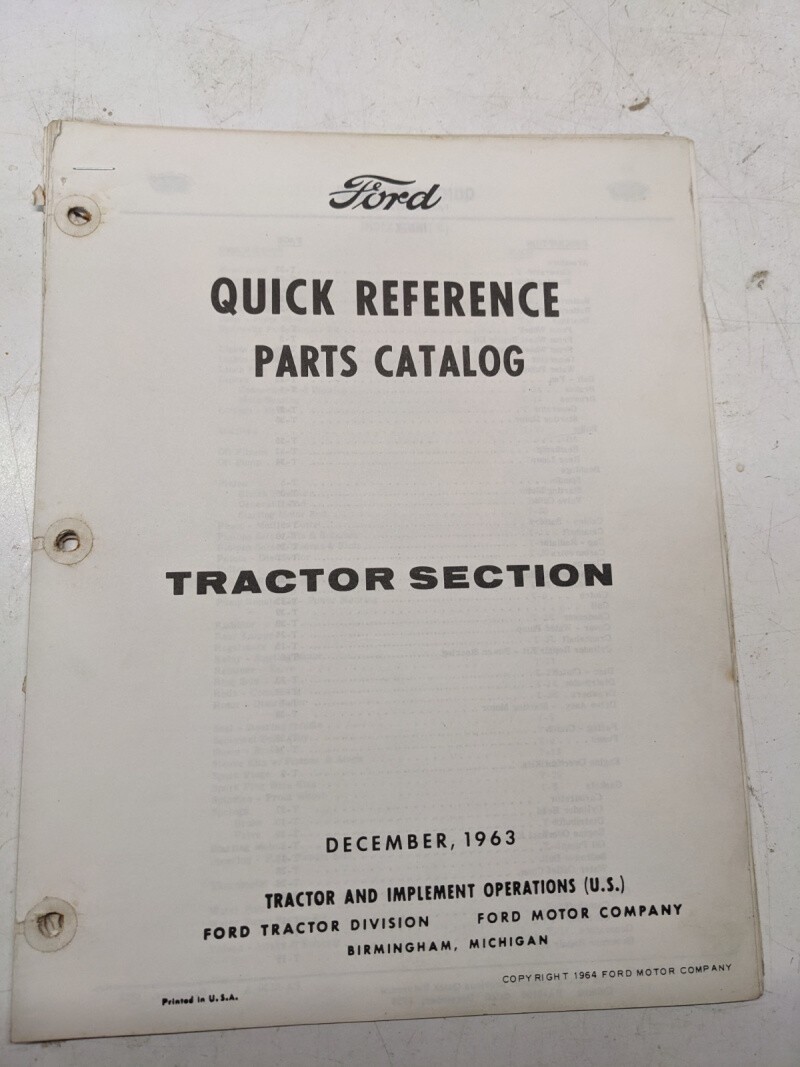 Ford
QUICK REFERENCE
PARTS CATALOG
TRACTOR SECTION
DECEMBER, 1963
TRACTOR AND IMPLEMENT OPERATIONS (U.S.)
FORD TRACTOR DIVISION FORD MOTOR COMPANY
BIRMINGHAM, MICHIGAN
COPYRIGHT 1964 FORD MOTOR COMPANY
Printed in U.S.A.